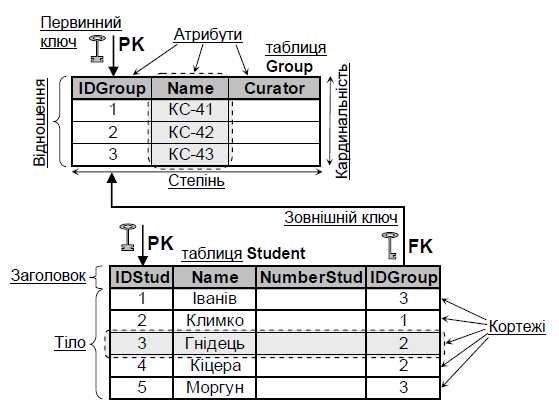 Первинний
ключ
PK
Атрибути
таблиця
Group
Відношення
IDGroup Name Curator
1 КС-41
2 КС-42
3 КС-43
Кардинальність
Степінь
Зовнішній ключ
PK
таблиця Student
FK
Заголовок
IDStud Name NumberStud IDGroup
1 Іванів 3
2 Климко 1
3 Гнідець 2
4 Кіцера 2
5 Моргун 3
Тіло
Кортежі